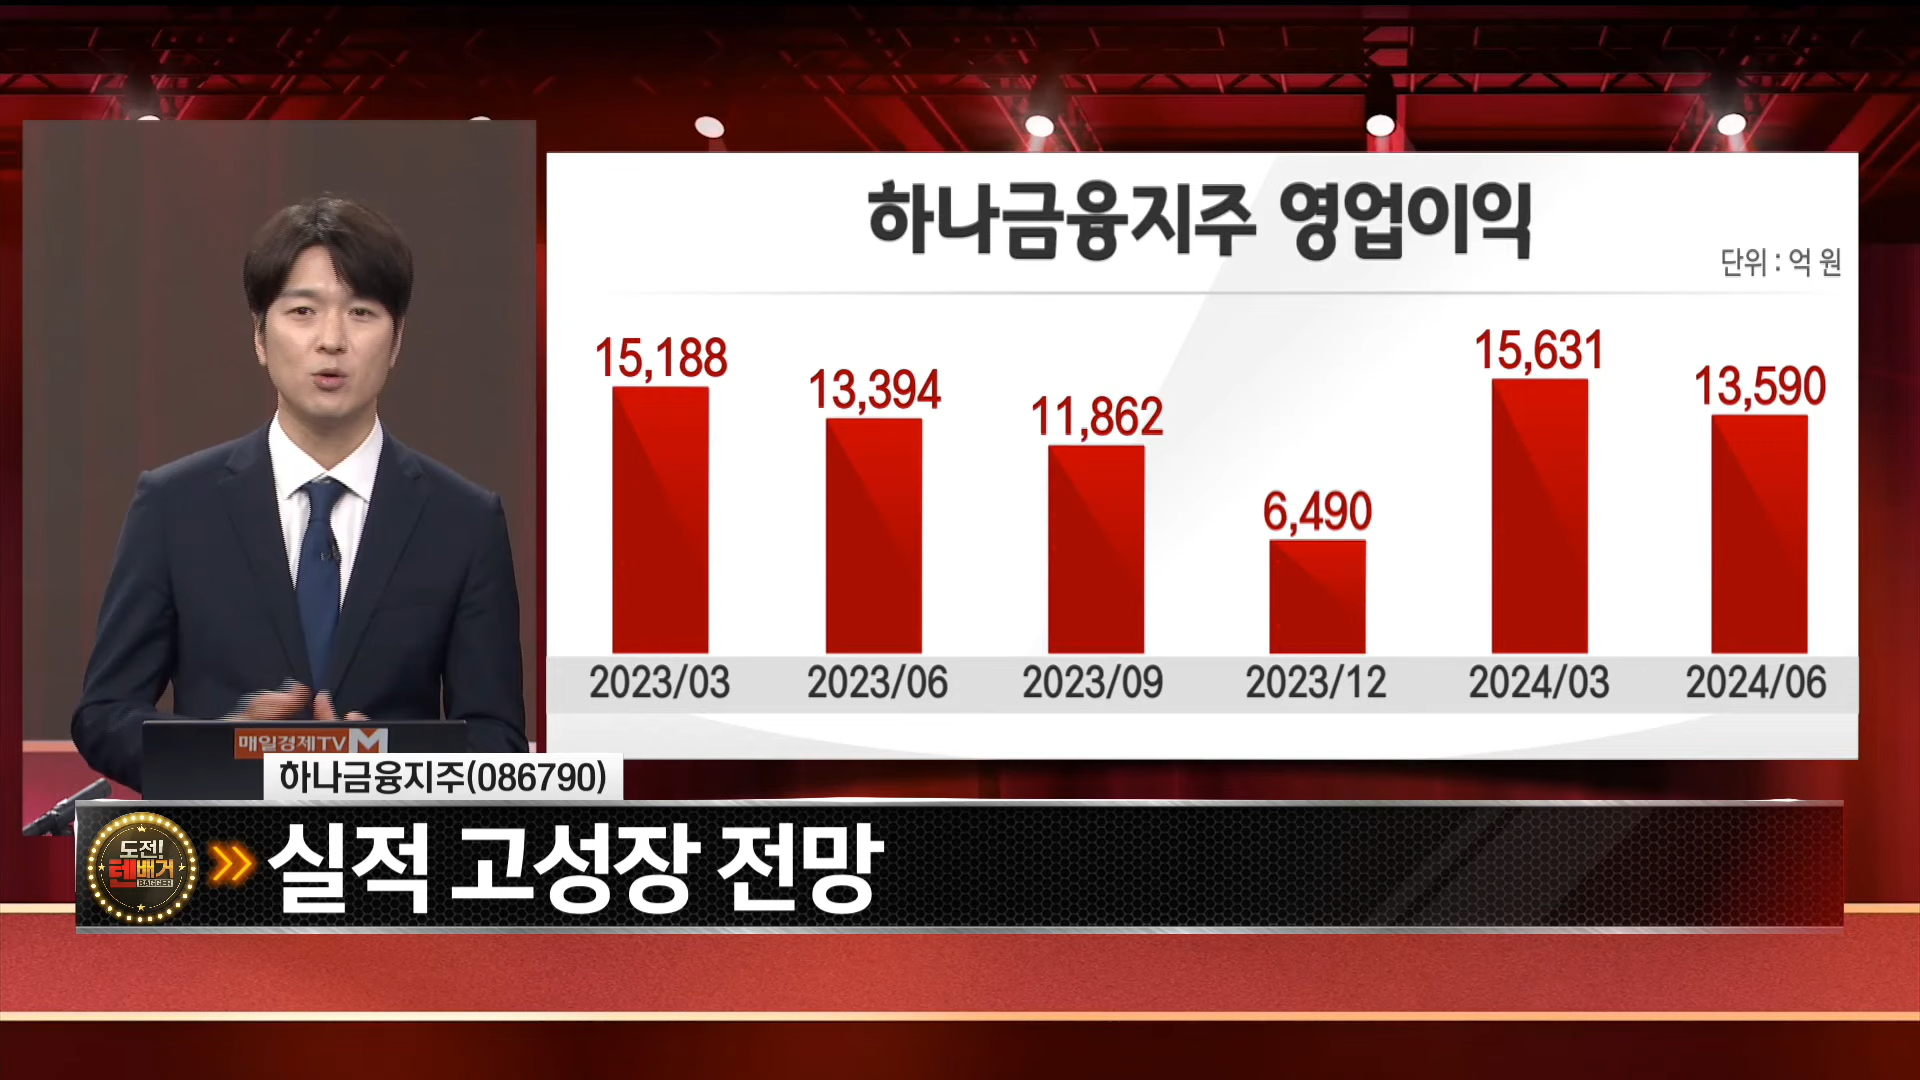 하나금융지주 영업이익
단위 : 억 원
15,188
13,394
11,862
6,490
15,631
13,590
2023/03
2023/06
2023/09
2023/12
2024/03
2024/06
매일경제TV M
하나금융지주(086790)
도전!
텐배거
BAGGER
실적 고성장 전망